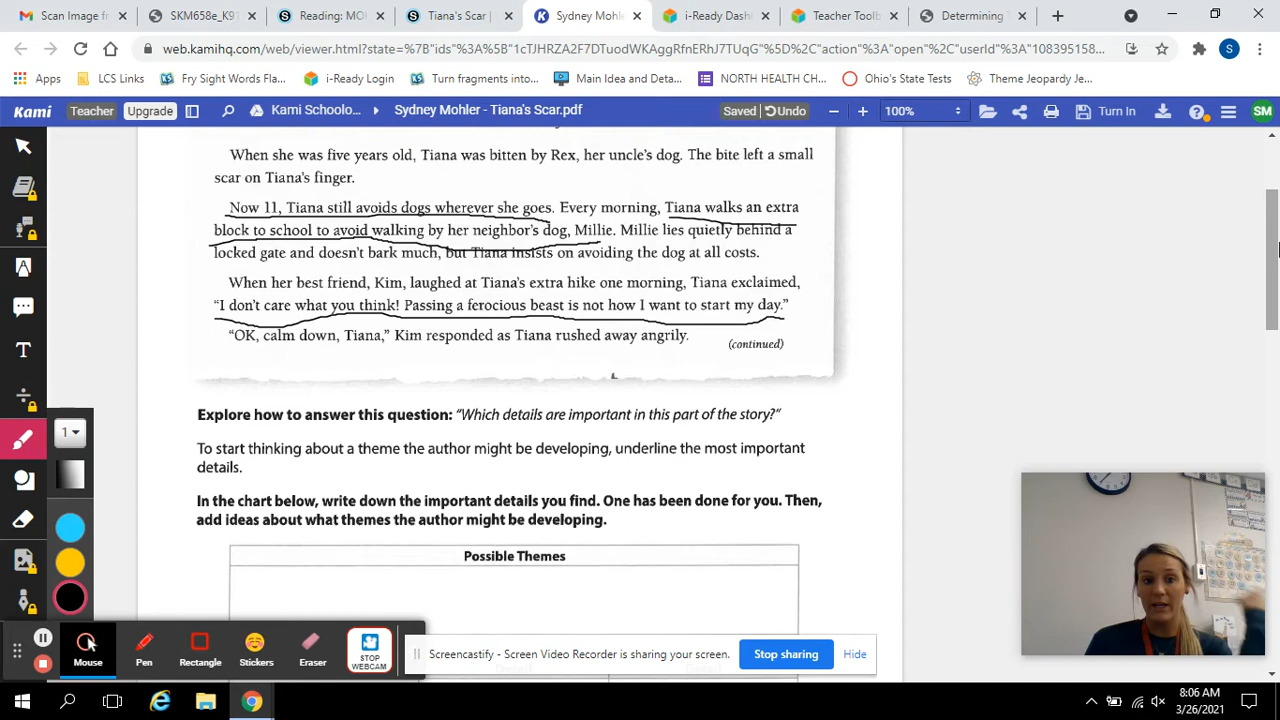 Scan Image from
SKM658e_K91
Reading: MO
Tiana's Scar |
Sydney Mohler
i-Ready Dash
Teacher Toolb
Determining T
web.kamihq.com/web/viewer.html?state=%7B"ids"%3A%5B"1cTJHRZA2F7DTuodWKAggRfnERhJ7TUqG"%5D%2C"action"%3A"open"%2C"userId"%3A"1083951 58...
Apps
LCS Links
Fry Sight Words Fla...
i-Ready Login
Turn fragments into...
Main Idea and Deta...
NORTH HEALTH CH...
Ohio's State Tests
Theme Jeopardy Je...
Kami
Teacher
Upgrade
Kami Schoolo...
Sydney Mohler - Tiana's Scar.pdf
Saved
Undo
100%
Turn In
SM
When she was five years old, Tiana was bitten by Rex, her uncle's dog. The bite left a small
scar on Tiana's finger.
Now 11, Tiana still avoids dogs wherever she goes. Every morning, Tiana walks an extra
block to school to avoid walking by her neighbor's dog, Millie. Millie lies quietly behind a
locked gate and doesn't bark much, but Tiana insists on avoiding the dog at all costs.
When her best friend, Kim, laughed at Tiana's extra hike one morning, Tiana exclaimed,
"I don't care what you think! Passing a ferocious beast is not how I want to start my day."
"OK, calm down, Tiana," Kim responded as Tiana rushed away angrily.
(continued)
Explore how to answer this question: "Which details are important in this part of the story?"
To start thinking about a theme the author might be developing, underline the most important
details.
In the chart below, write down the important details you find. One has been done for you. Then,
add ideas about what themes the author might be developing.
Possible Themes
1
Mouse
Pen
Rectangle
Stickers
Eraser
STOP
WEBCAM
Screencastify - Screen Video Recorder is sharing your screen.
Stop sharing
Hide
8:06 AM
3/26/2021